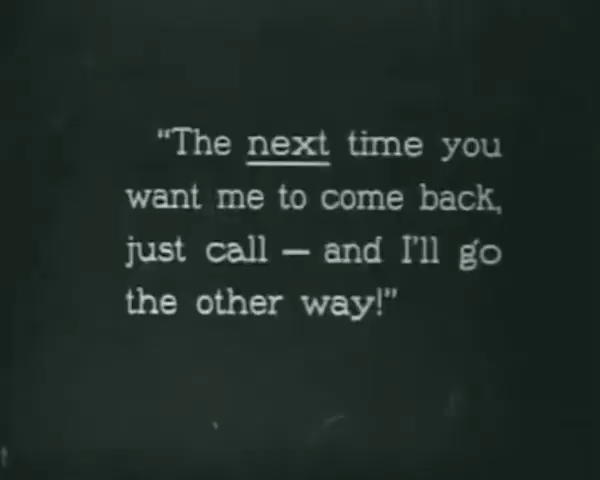 "The next time you
want me to come back,
just call — and I'll go
the other way!"